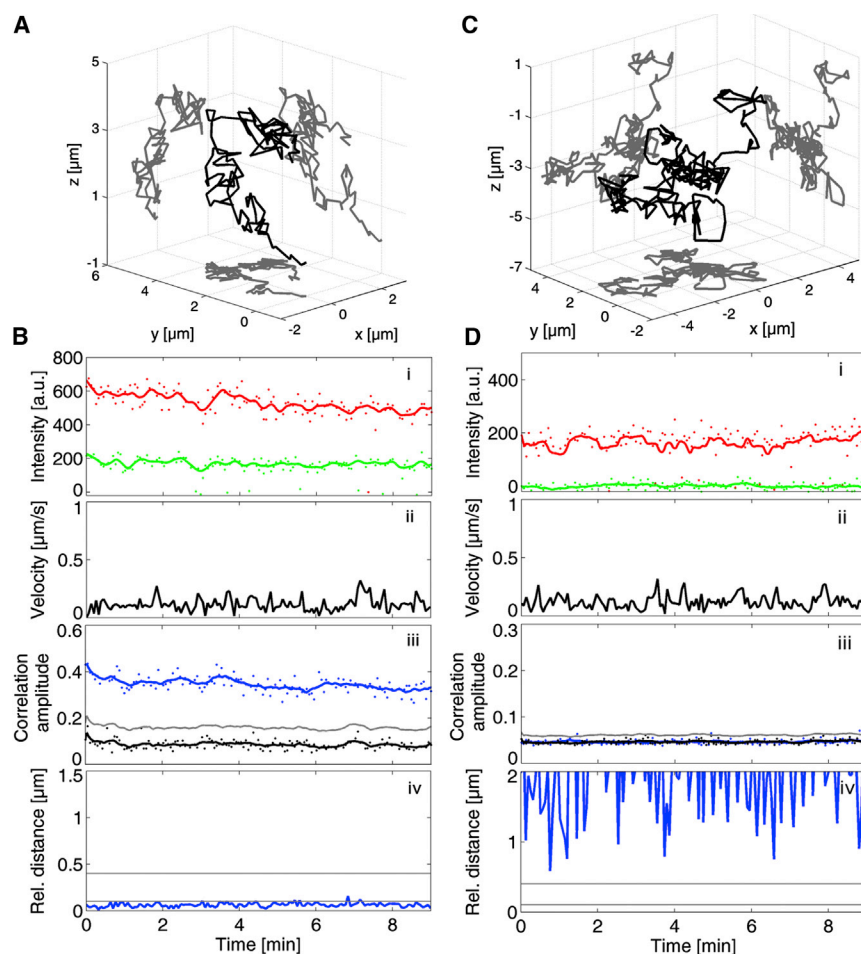 A
5
3
1
-1
z [µm]
6
4
2
0
y [µm]
-2
0
2
x [µm]
C
1
-1
-3
-5
-7
z [µm]
4
2
0
-2
y [µm]
-4
-2
0
2
4
x [µm]
B
800
600
400
200
0
Intensity [a.u.]
i
1
0.5
0
Velocity [µm/s]
ii
0.6
0.4
0.2
0
Correlation
amplitude
iii
1.5
1
0.5
0
Rel. distance [µm]
iv
0
2
4
6
8
Time [min]
D
400
200
0
Intensity [a.u.]
i
1
0.5
0
Velocity [µm/s]
ii
0.3
0.2
0.1
0
Correlation
amplitude
iii
2
1
0
Rel. distance [µm]
iv
0
2
4
6
8
Time [min]